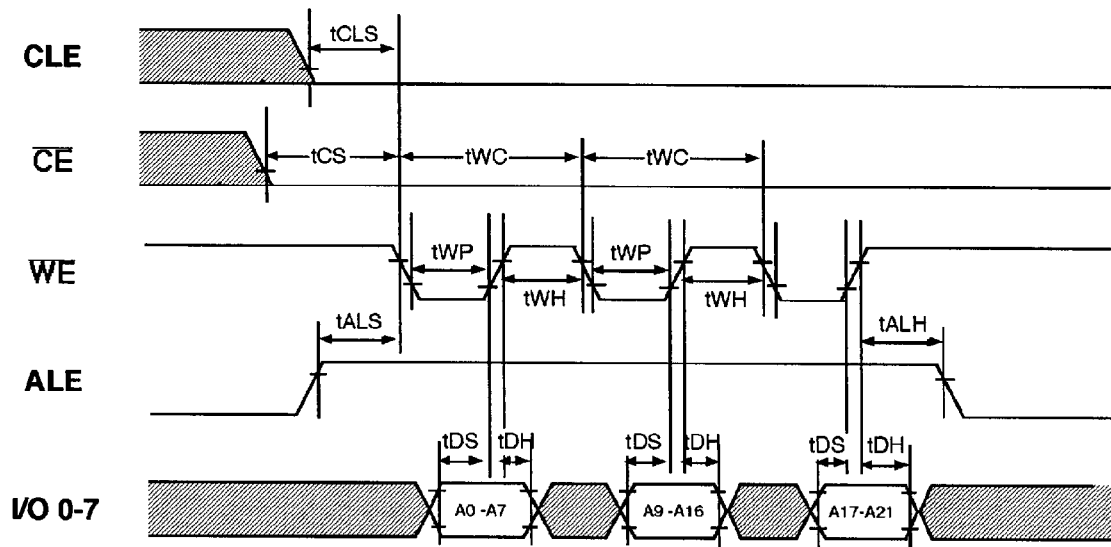 CLE
tCLS
CE
tCS
tWC
tWC
WE
tWP
tWP
tWH
tWH
tALS
tALH
ALE
tDS
tDH
tDS
tDH
tDS
tDH
I/O 0-7
A0 -A7
A9 -A16
A17-A21